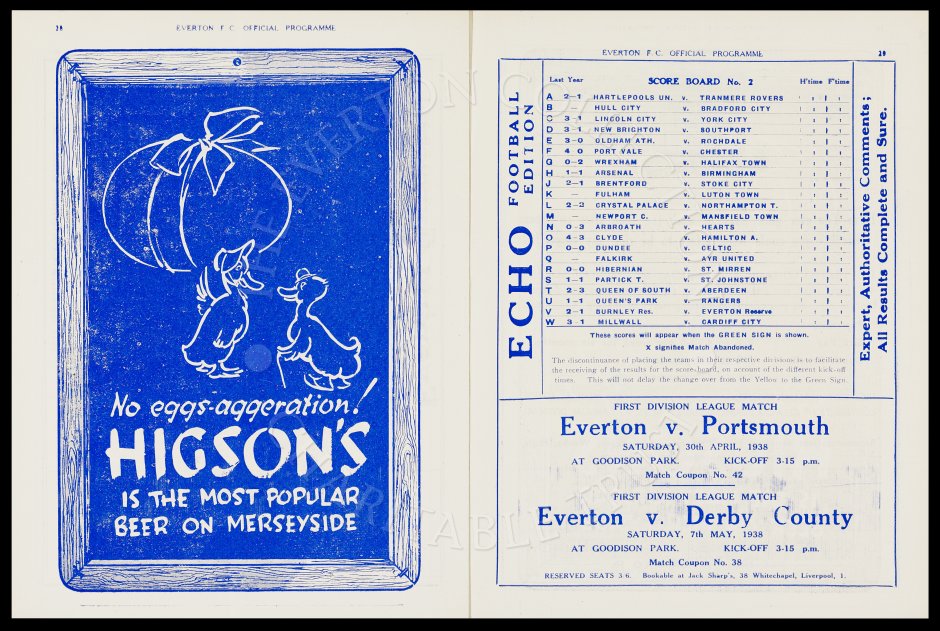 28
EVERTON F.C. OFFICIAL PROGRAMME
No eggs-aggeration!
HIGSON'S
IS THE MOST POPULAR
BEER ON MERSEYSIDE
EVERTON F.C. OFFICIAL PROGRAMME
29
ECHO FOOTBALL EDITION
Last Year SCORE BOARD No. 2 H'time F'time
A 2-1 HARTLEPOOLS UN. v. TRANMERE ROVERS : :
B HULL CITY v. BRADFORD CITY : :
C 3-1 LINCOLN CITY v. YORK CITY : :
D 3-1 NEW BRIGHTON v. SOUTHPORT : :
E 3-0 OLDHAM ATH. v. ROCHDALE : :
F 4-0 PORT VALE v. CHESTER : :
G 0-2 WREXHAM v. HALIFAX TOWN : :
H 1-1 ARSENAL v. BIRMINGHAM : :
J 2-1 BRENTFORD v. STOKE CITY : :
K — FULHAM v. LUTON TOWN : :
L 2-2 CRYSTAL PALACE v. NORTHAMPTON T. : :
M — NEWPORT C. v. MANSFIELD TOWN : :
N 0-3 ARBROATH v. HEARTS : :
O 4-3 CLYDE v. HAMILTON A. : :
P 0-0 DUNDEE v. CELTIC : :
Q — FALKIRK v. AYR UNITED : :
R 0-0 HIBERNIAN v. ST. MIRREN : :
S 1-1 PARTICK T. v. ST. JOHNSTONE : :
T 2-3 QUEEN OF SOUTH v. ABERDEEN : :
U 1-1 QUEEN'S PARK v. RANGERS : :
V 2-1 BURNLEY Res. v. EVERTON Reserve : :
W 3-1 MILLWALL v. CARDIFF CITY : :
These scores will appear when the GREEN SIGN is shown.
X signifies Match Abandoned.
The discontinuance of placing the teams in their respective divisions is to facilitate
the receiving of the results for the score-board, on account of the different kick-off
times. This will not delay the change over from the Yellow to the Green Sign.
Expert, Authoritative Comments;
All Results Complete and Sure.
FIRST DIVISION LEAGUE MATCH
Everton v. Portsmouth
SATURDAY, 30th APRIL, 1938
AT GOODISON PARK. KICK-OFF 3-15 p.m.
Match Coupon No. 42
FIRST DIVISION LEAGUE MATCH
Everton v. Derby County
SATURDAY, 7th MAY, 1938
AT GOODISON PARK. KICK-OFF 3-15 p.m.
Match Coupon No. 38
RESERVED SEATS 3/6. Bookable at Jack Sharp's, 38 Whitechapel, Liverpool, 1.